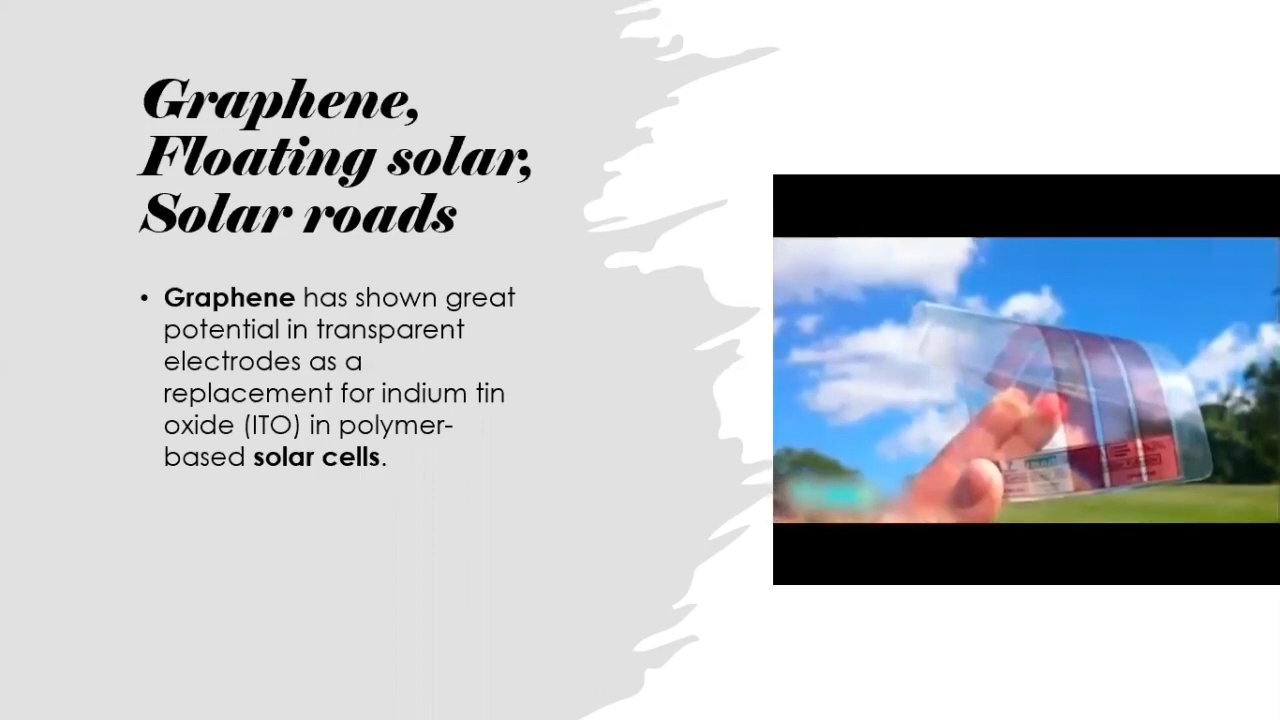 Graphene,
Floating solar,
Solar roads
• Graphene has shown great
potential in transparent
electrodes as a
replacement for indium tin
oxide (ITO) in polymer-
based solar cells.